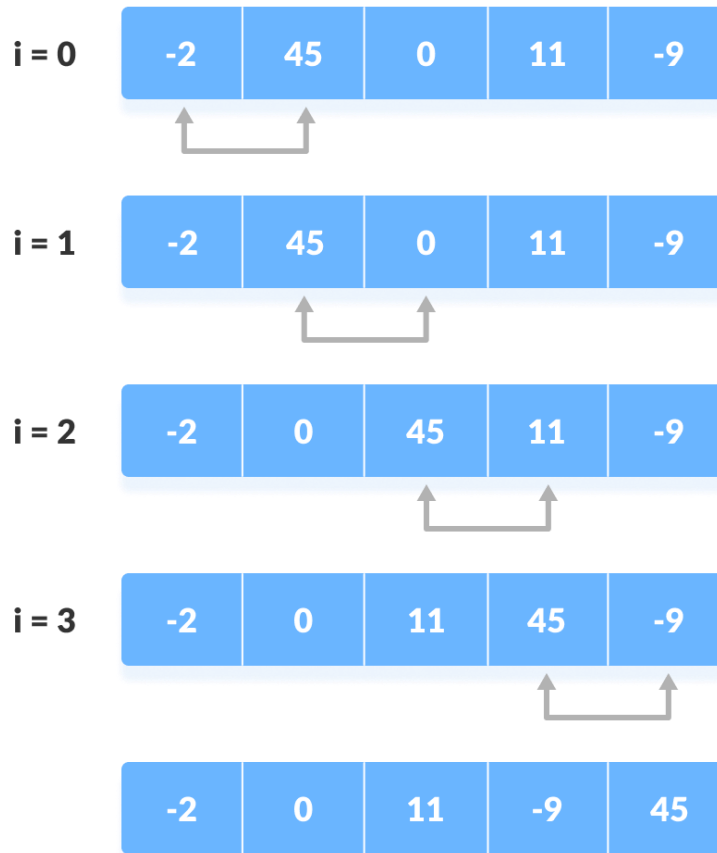 i = 0 -2 45 0 11 -9
i = 1 -2 45 0 11 -9
i = 2 -2 0 45 11 -9
i = 3 -2 0 11 45 -9
-2 0 11 -9 45